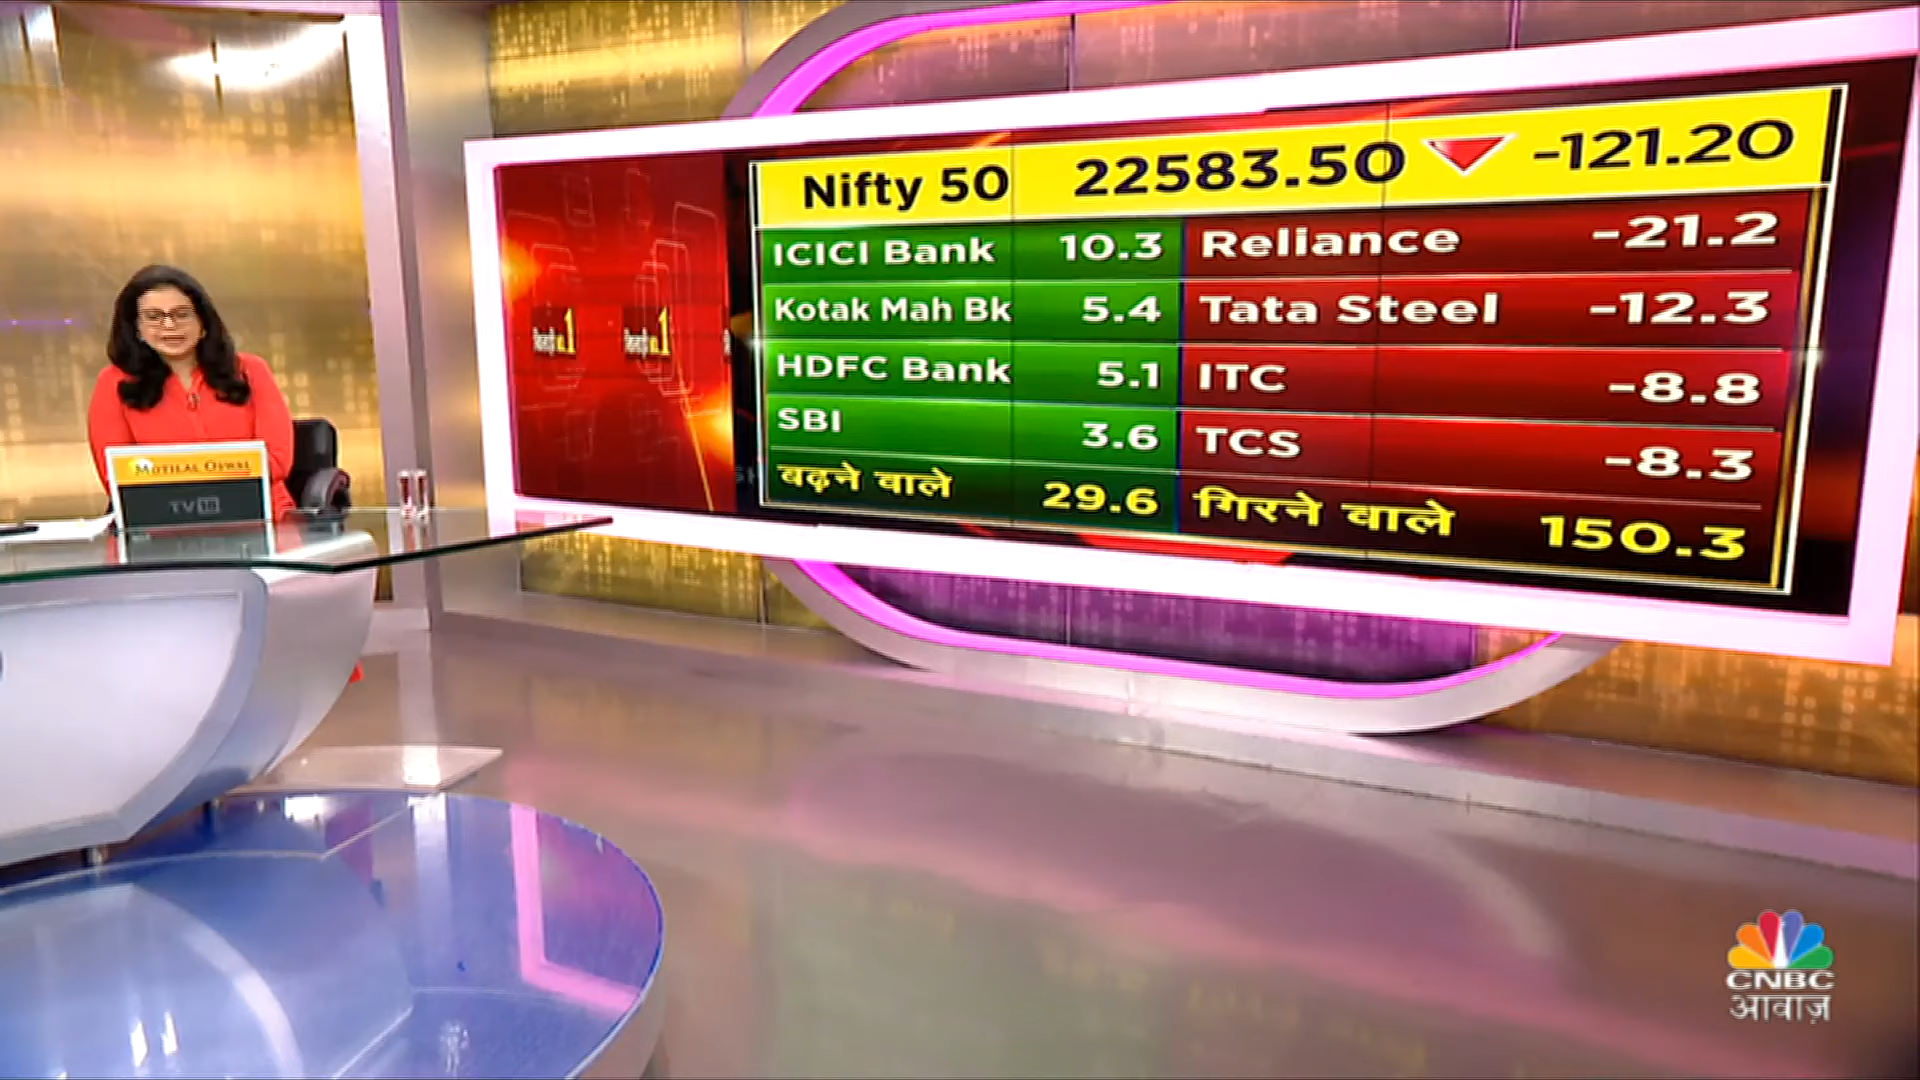 Nifty 50 22583.50 -121.20
ICICI Bank 10.3 Reliance -21.2
Kotak Mah Bk 5.4 Tata Steel -12.3
HDFC Bank 5.1 ITC -8.8
SBI 3.6 TCS -8.3
बढ़ने वाले 29.6 गिरने वाले 150.3
MOTILAL OSWAL
TV18
CNBC
आवाज़